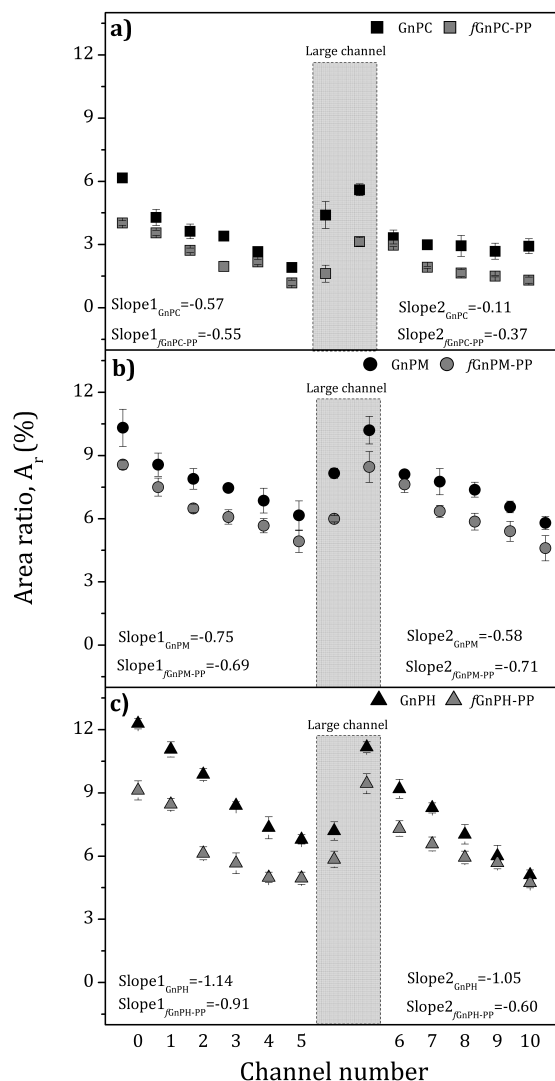 a)
GnPC fGnPC-PP
Large channel
12
9
6
3
0
Slope1GnPC=-0.57
Slope2GnPC=-0.11
Slope1fGnPC-PP=-0.55
Slope2fGnPC-PP=-0.37
b)
GnPM fGnPM-PP
Large channel
12
9
6
3
0
Slope1GnPM=-0.75
Slope2GnPM=-0.58
Slope1fGnPM-PP=-0.69
Slope2fGnPM-PP=-0.71
Area ratio, Ar (%)
c)
GnPH fGnPH-PP
Large channel
12
9
6
3
0
Slope1GnPH=-1.14
Slope2GnPH=-1.05
Slope1fGnPH-PP=-0.91
Slope2fGnPH-PP=-0.60
0 1 2 3 4 5 6 7 8 9 10
Channel number